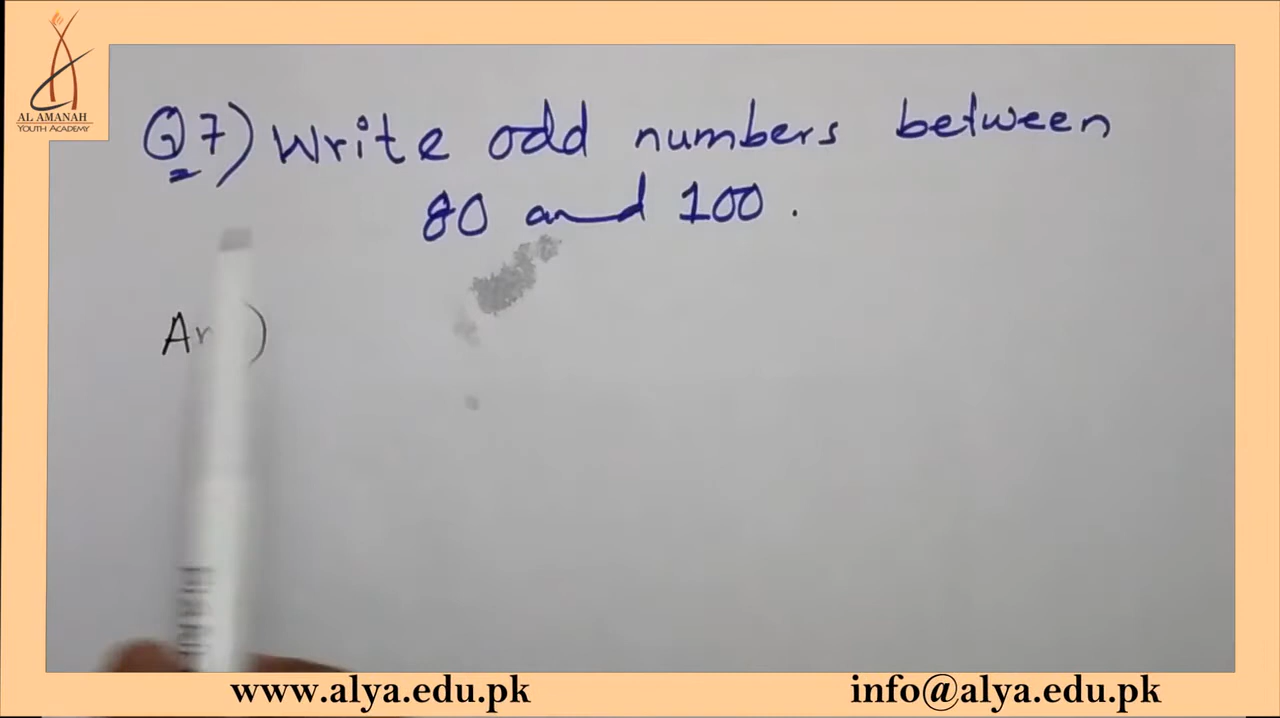 AL AMANAH
YOUTH ACADEMY
Q7) Write odd numbers between
80 and 100.
www.alya.edu.pk
info@alya.edu.pk